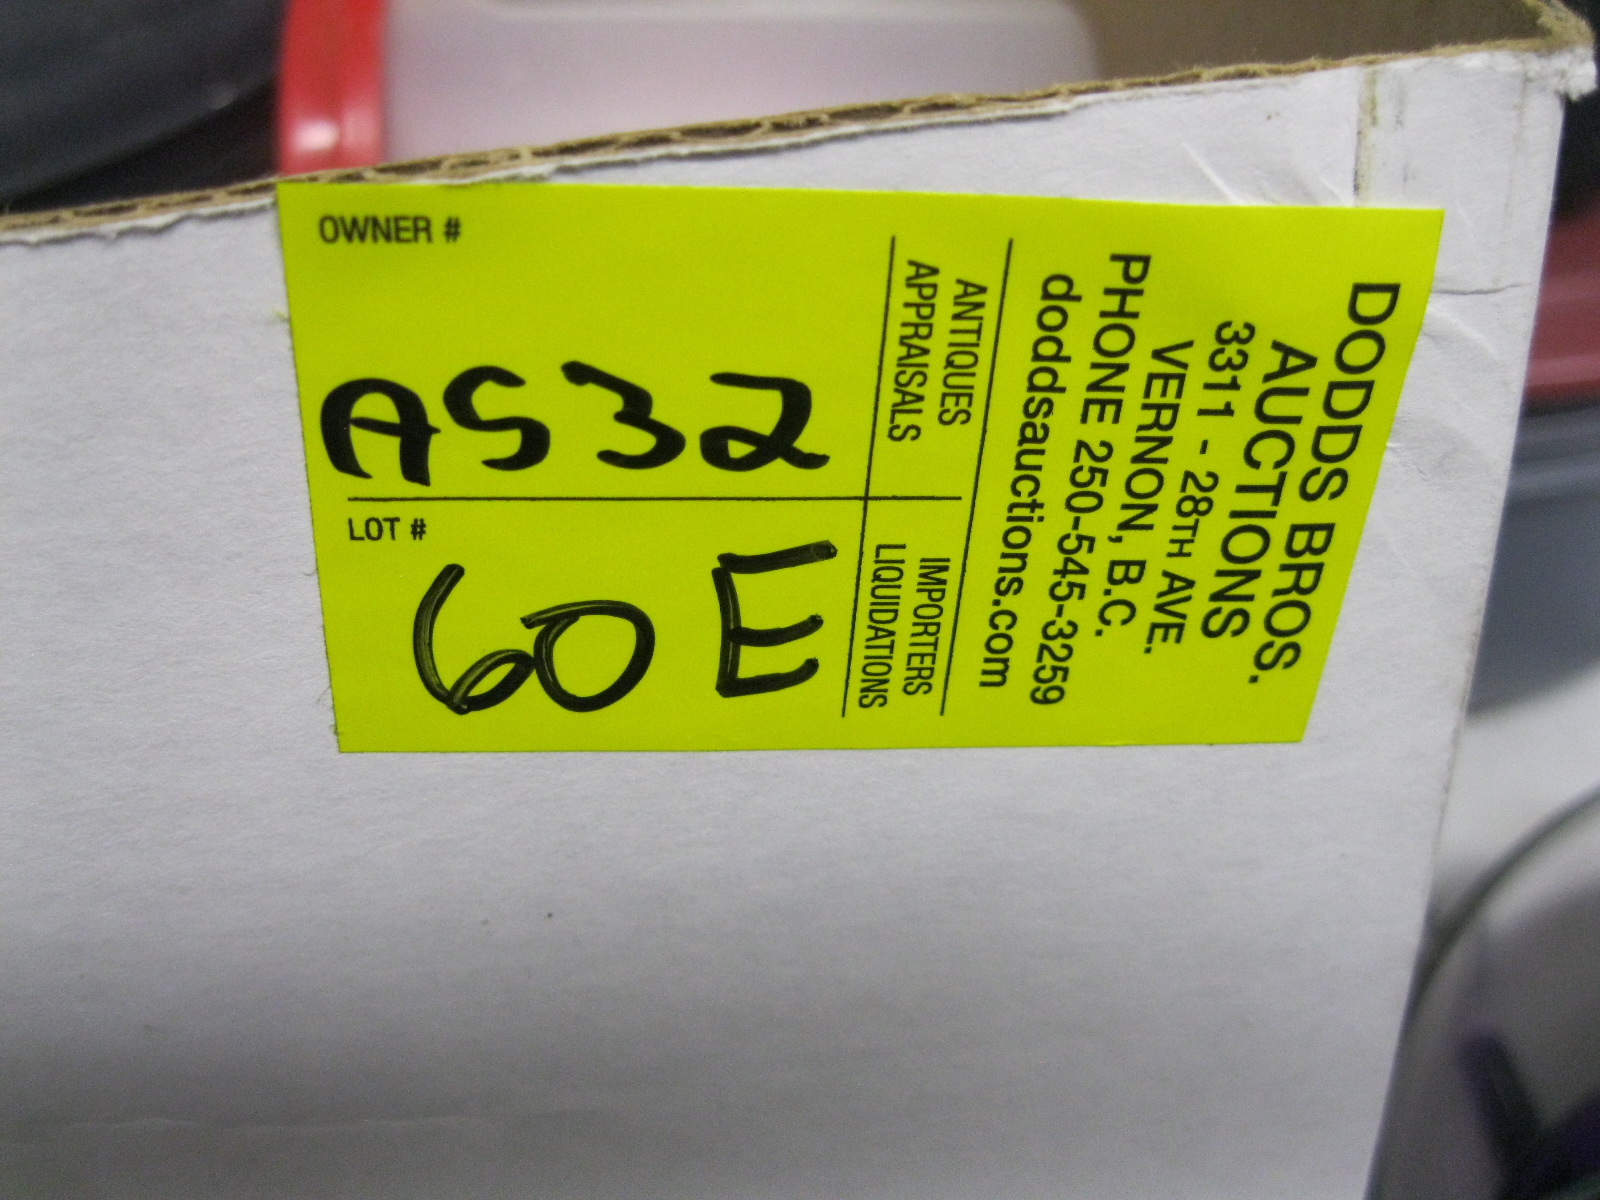 OWNER #
AS32
LOT #
60 E
ANTIQUES
APPRAISALS
IMPORTERS
LIQUIDATIONS
DODDS BROS.
AUCTIONS
3311 - 28TH AVE.
VERNON, B.C.
PHONE 250-545-3259
doddsauctions.com